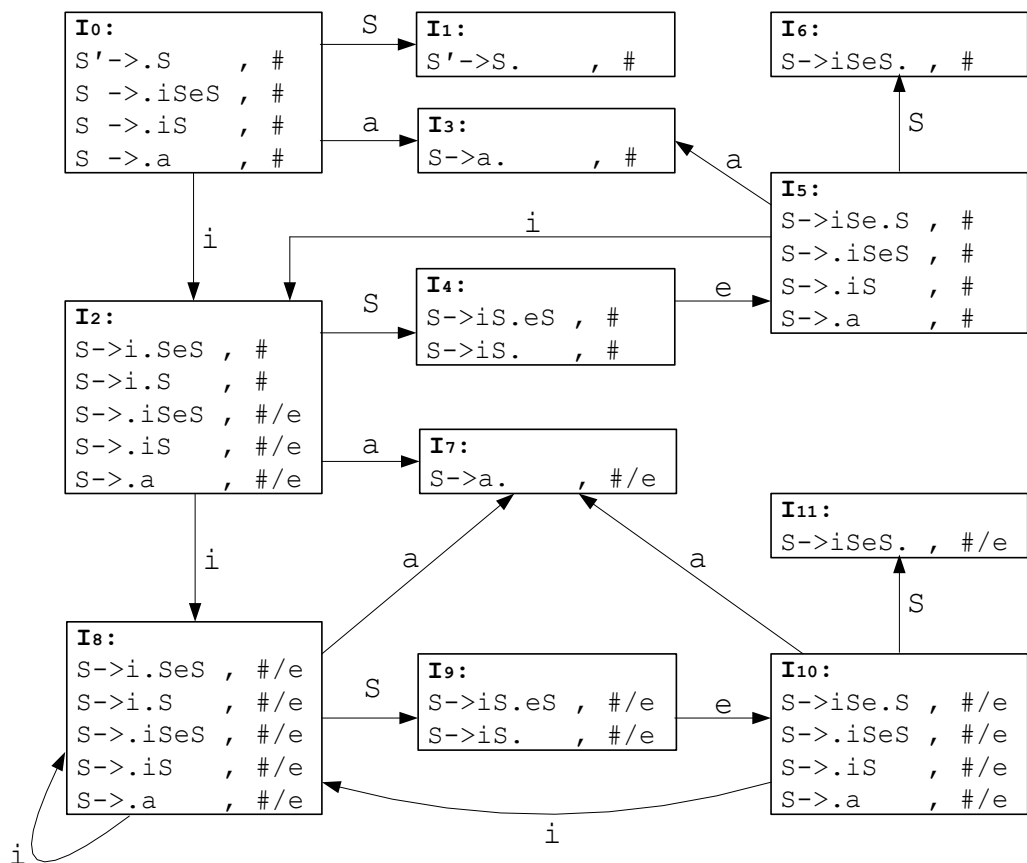 I0:
S'->.S , #
S ->.iSeS , #
S ->.iS , #
S ->.a , #
S
I1:
S'->S. , #
I6:
S->iSeS. , #
a
I3:
S->a. , #
S
a
I5:
S->iSe.S , #
S->.iSeS , #
S->.iS , #
S->.a , #
i
i
I2:
S->i.SeS , #
S->i.S , #
S->.iSeS , #/e
S->.iS , #/e
S->.a , #/e
S
I4:
S->iS.eS , #
S->iS. , #
e
a
I7:
S->a. , #/e
I11:
S->iSeS. , #/e
i
a
a
S
I8:
S->i.SeS , #/e
S->i.S , #/e
S->.iSeS , #/e
S->.iS , #/e
S->.a , #/e
S
I9:
S->iS.eS , #/e
S->iS. , #/e
e
I10:
S->iSe.S , #/e
S->.iSeS , #/e
S->.iS , #/e
S->.a , #/e
i
i